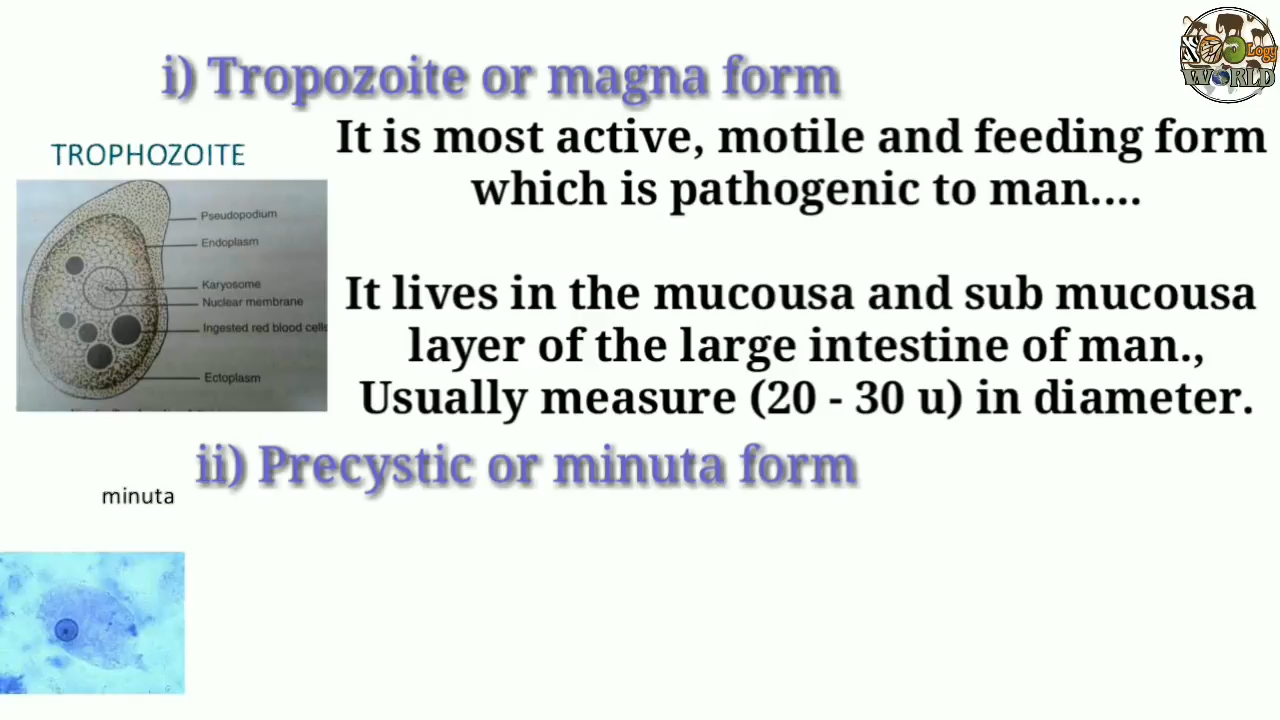 i) Tropozoite or magna form
TROPHOZOITE
It is most active, motile and feeding form
which is pathogenic to man....
Pseudopodium
Endoplasm
Karyosome
Nuclear membrane
Ingested red blood cells
Ectoplasm
It lives in the mucousa and sub mucousa
layer of the large intestine of man.,
Usually measure (20 - 30 u) in diameter.
ii) Precystic or minuta form
minuta
ZOOLogy
WORLD